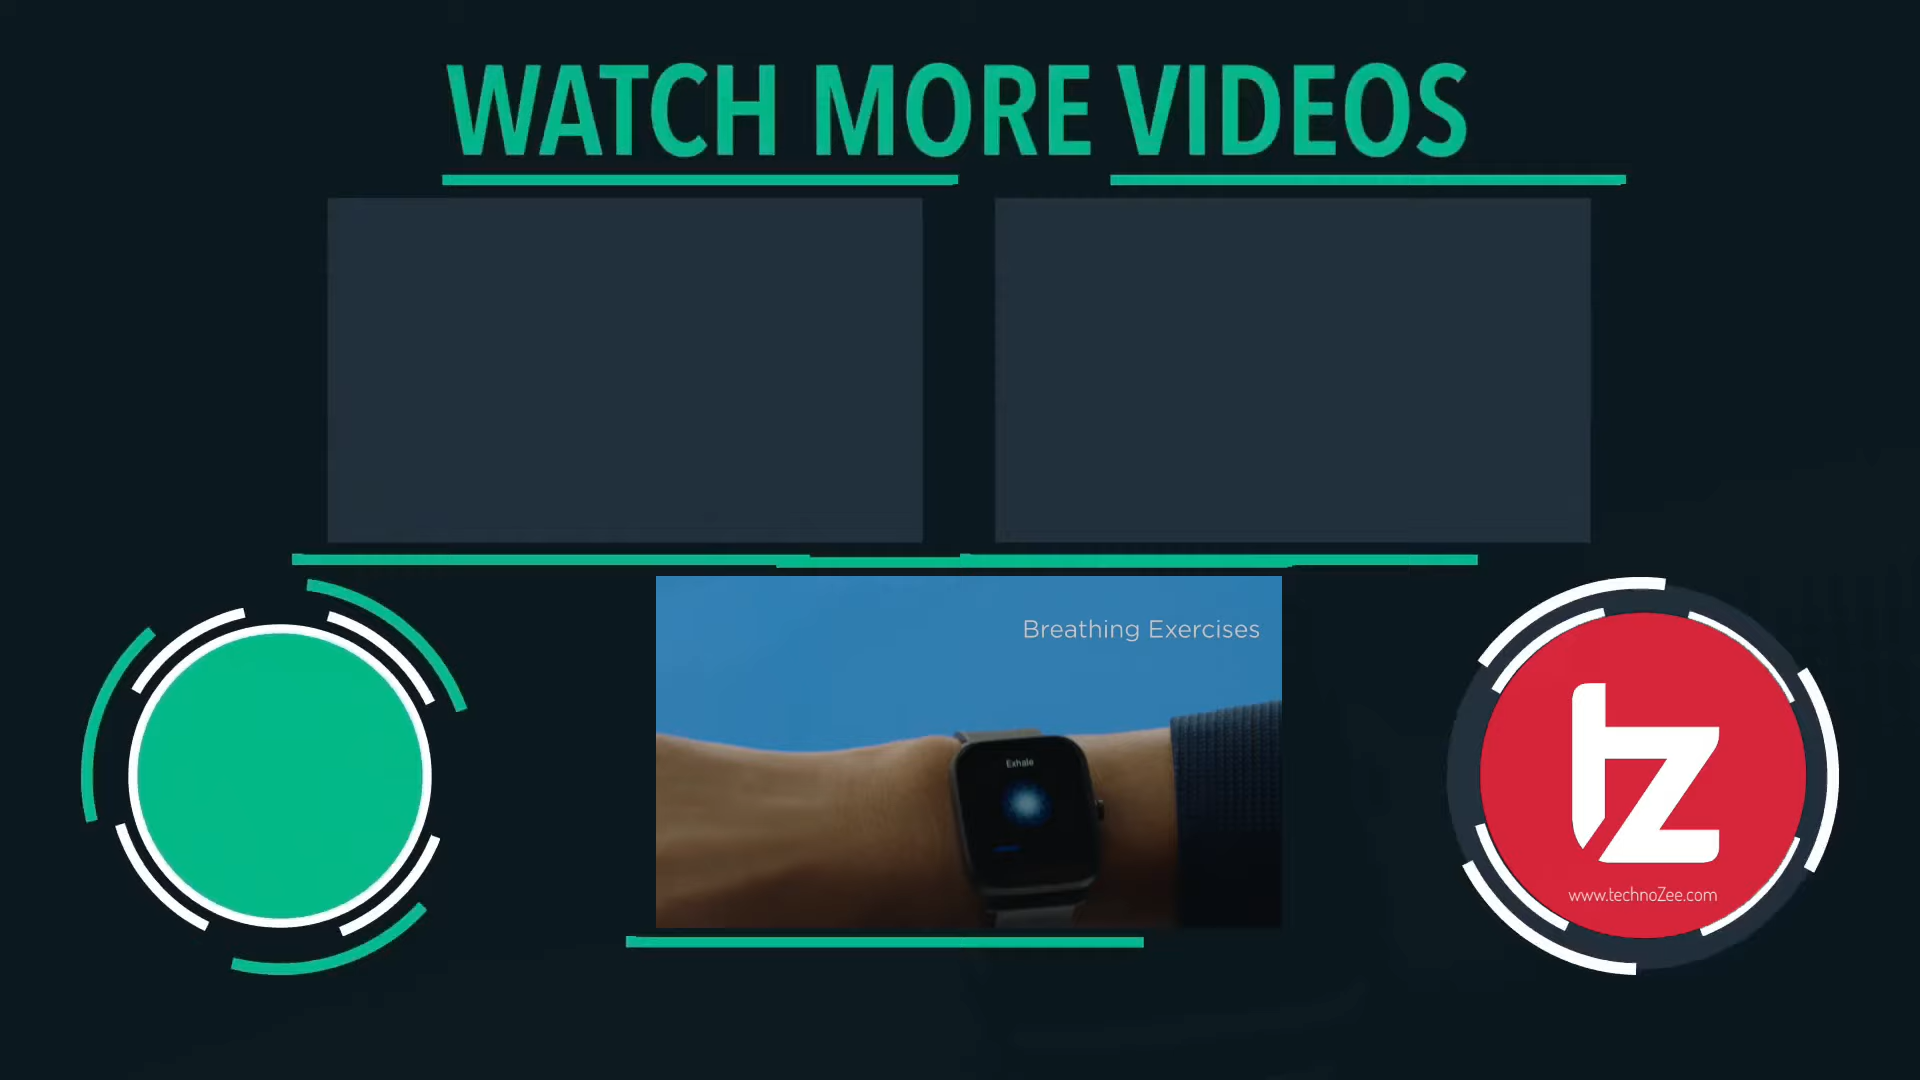 WATCH MORE VIDEOS
Breathing Exercises
Exhale
tz
www.technoZee.com